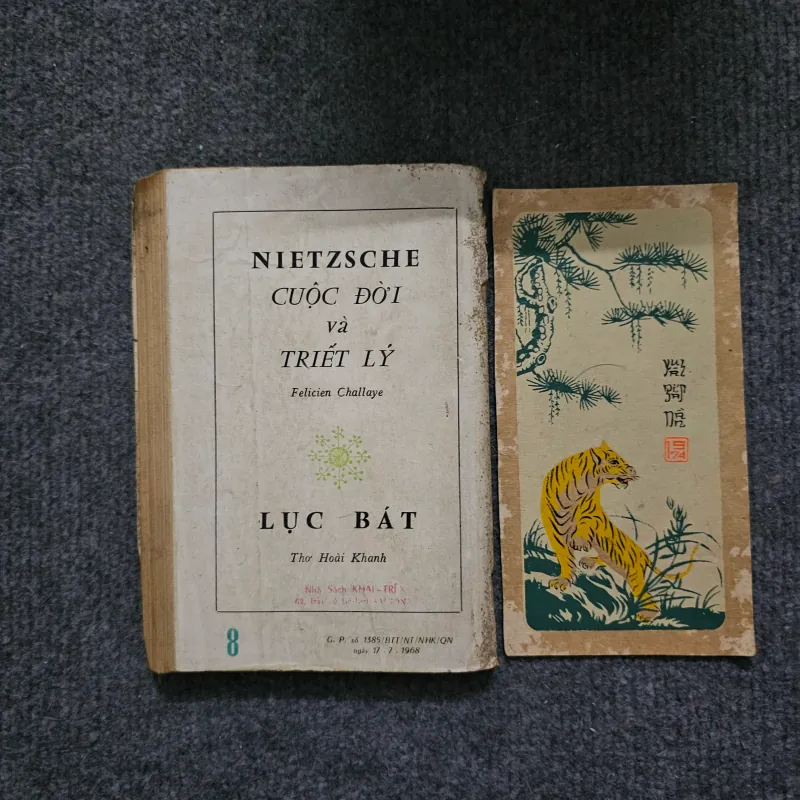 NIETZSCHE
CUỘC ĐỜI
và
TRIẾT LÝ
Felicien Challaye
LỤC BÁT
Thơ Hoài Khanh
Nhà Sách KHAI-TRÍ
8
G. P. số 1385/BTT/NT/NHK/QN
ngày 17.7.1968
1974